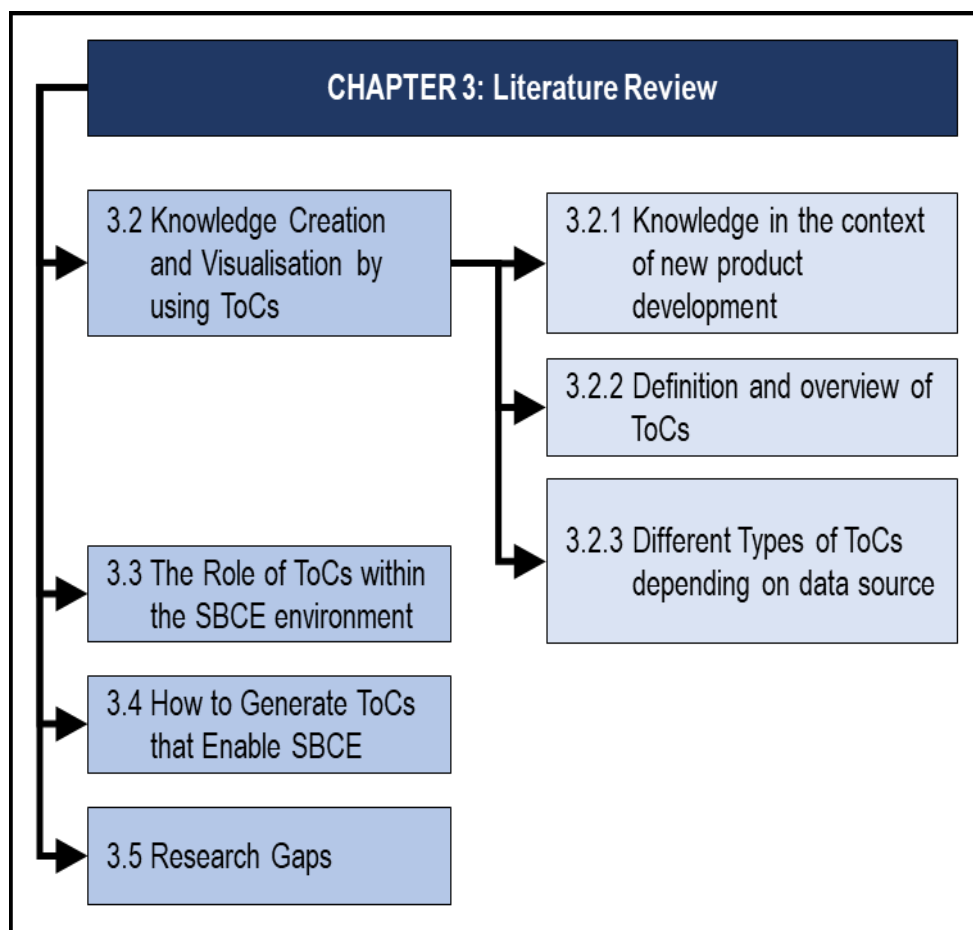 CHAPTER 3: Literature Review
3.2 Knowledge Creation
and Visualisation by
using ToCs
3.2.1 Knowledge in the context
of new product
development
3.2.2 Definition and overview of
ToCs
3.2.3 Different Types of ToCs
depending on data source
3.3 The Role of ToCs within
the SBCE environment
3.4 How to Generate ToCs
that Enable SBCE
3.5 Research Gaps